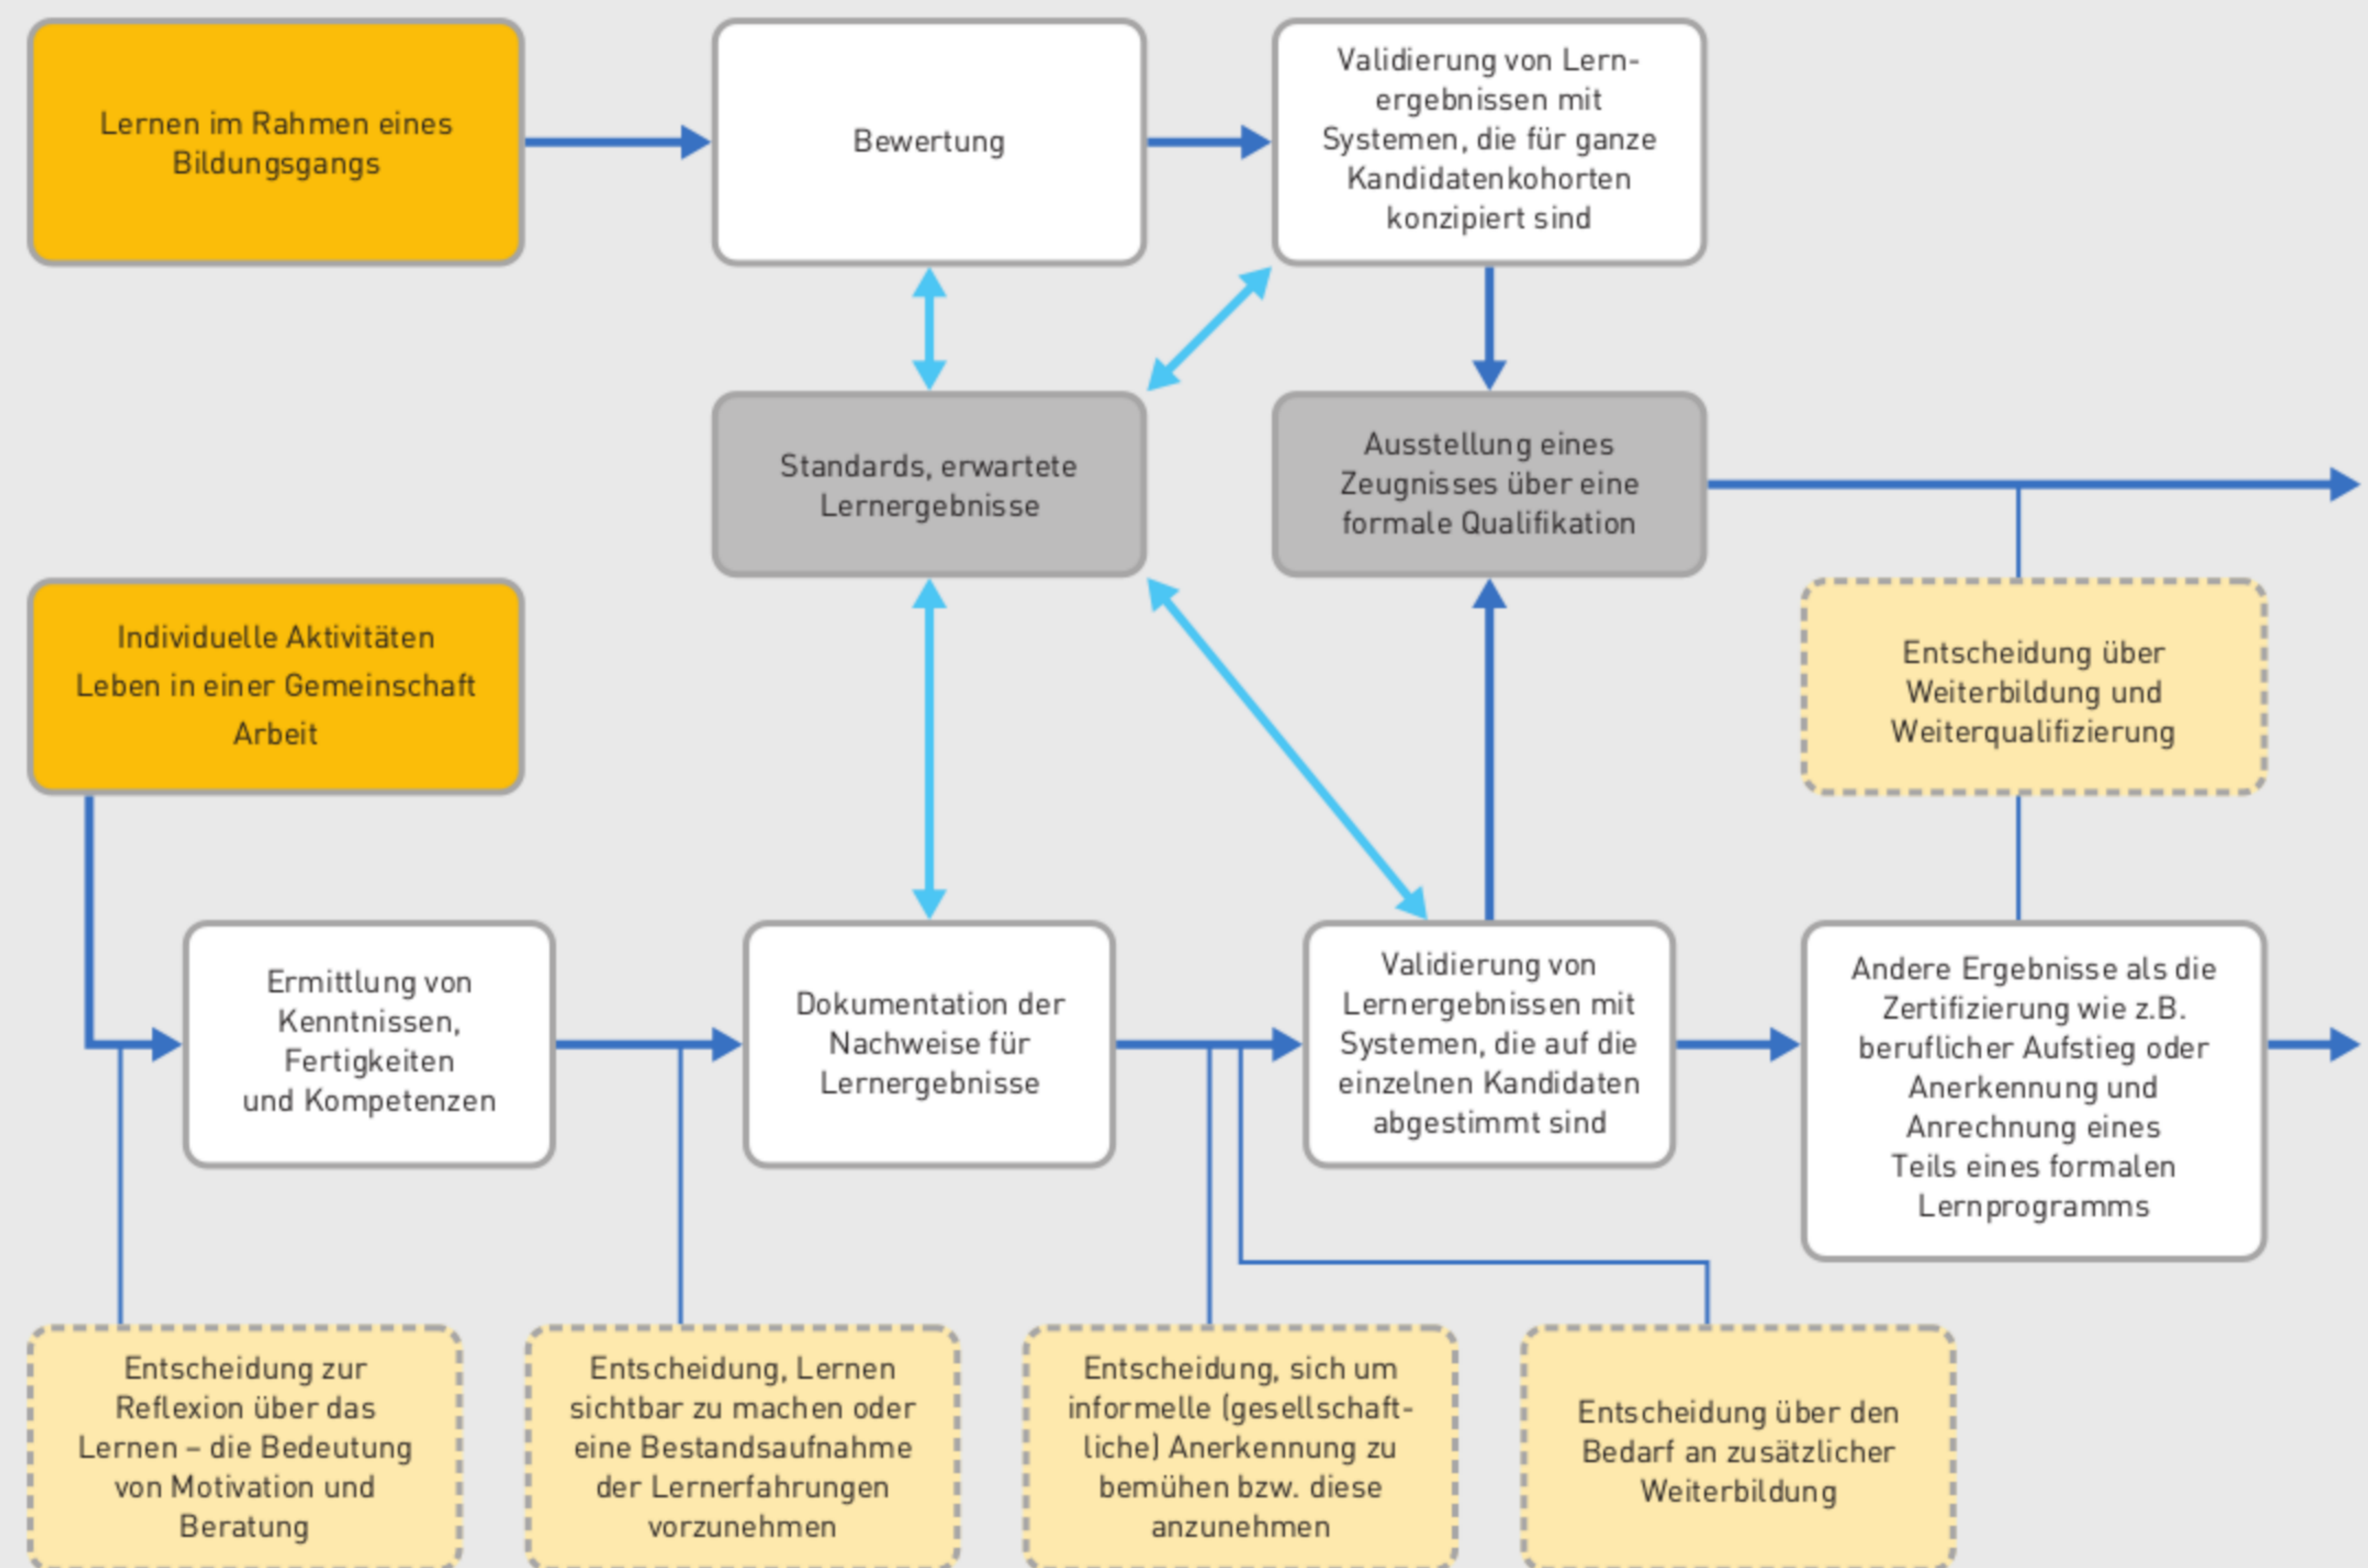 Lernen im Rahmen eines
Bildungsgangs
Bewertung
Validierung von Lern-
ergebnissen mit
Systemen, die für ganze
Kandidatenkohorten
konzipiert sind
Standards, erwartete
Lernergebnisse
Ausstellung eines
Zeugnisses über eine
formale Qualifikation
Individuelle Aktivitäten
Leben in einer Gemeinschaft
Arbeit
Entscheidung über
Weiterbildung und
Weiterqualifizierung
Ermittlung von
Kenntnissen,
Fertigkeiten
und Kompetenzen
Dokumentation der
Nachweise für
Lernergebnisse
Validierung von
Lernergebnissen mit
Systemen, die auf die
einzelnen Kandidaten
abgestimmt sind
Andere Ergebnisse als die
Zertifizierung wie z.B.
beruflicher Aufstieg oder
Anerkennung und
Anrechnung eines
Teils eines formalen
Lernprogramms
Entscheidung zur
Reflexion über das
Lernen – die Bedeutung
von Motivation und
Beratung
Entscheidung, Lernen
sichtbar zu machen oder
eine Bestandsaufnahme
der Lernerfahrungen
vorzunehmen
Entscheidung, sich um
informelle (gesellschaft-
liche) Anerkennung zu
bemühen bzw. diese
anzunehmen
Entscheidung über den
Bedarf an zusätzlicher
Weiterbildung